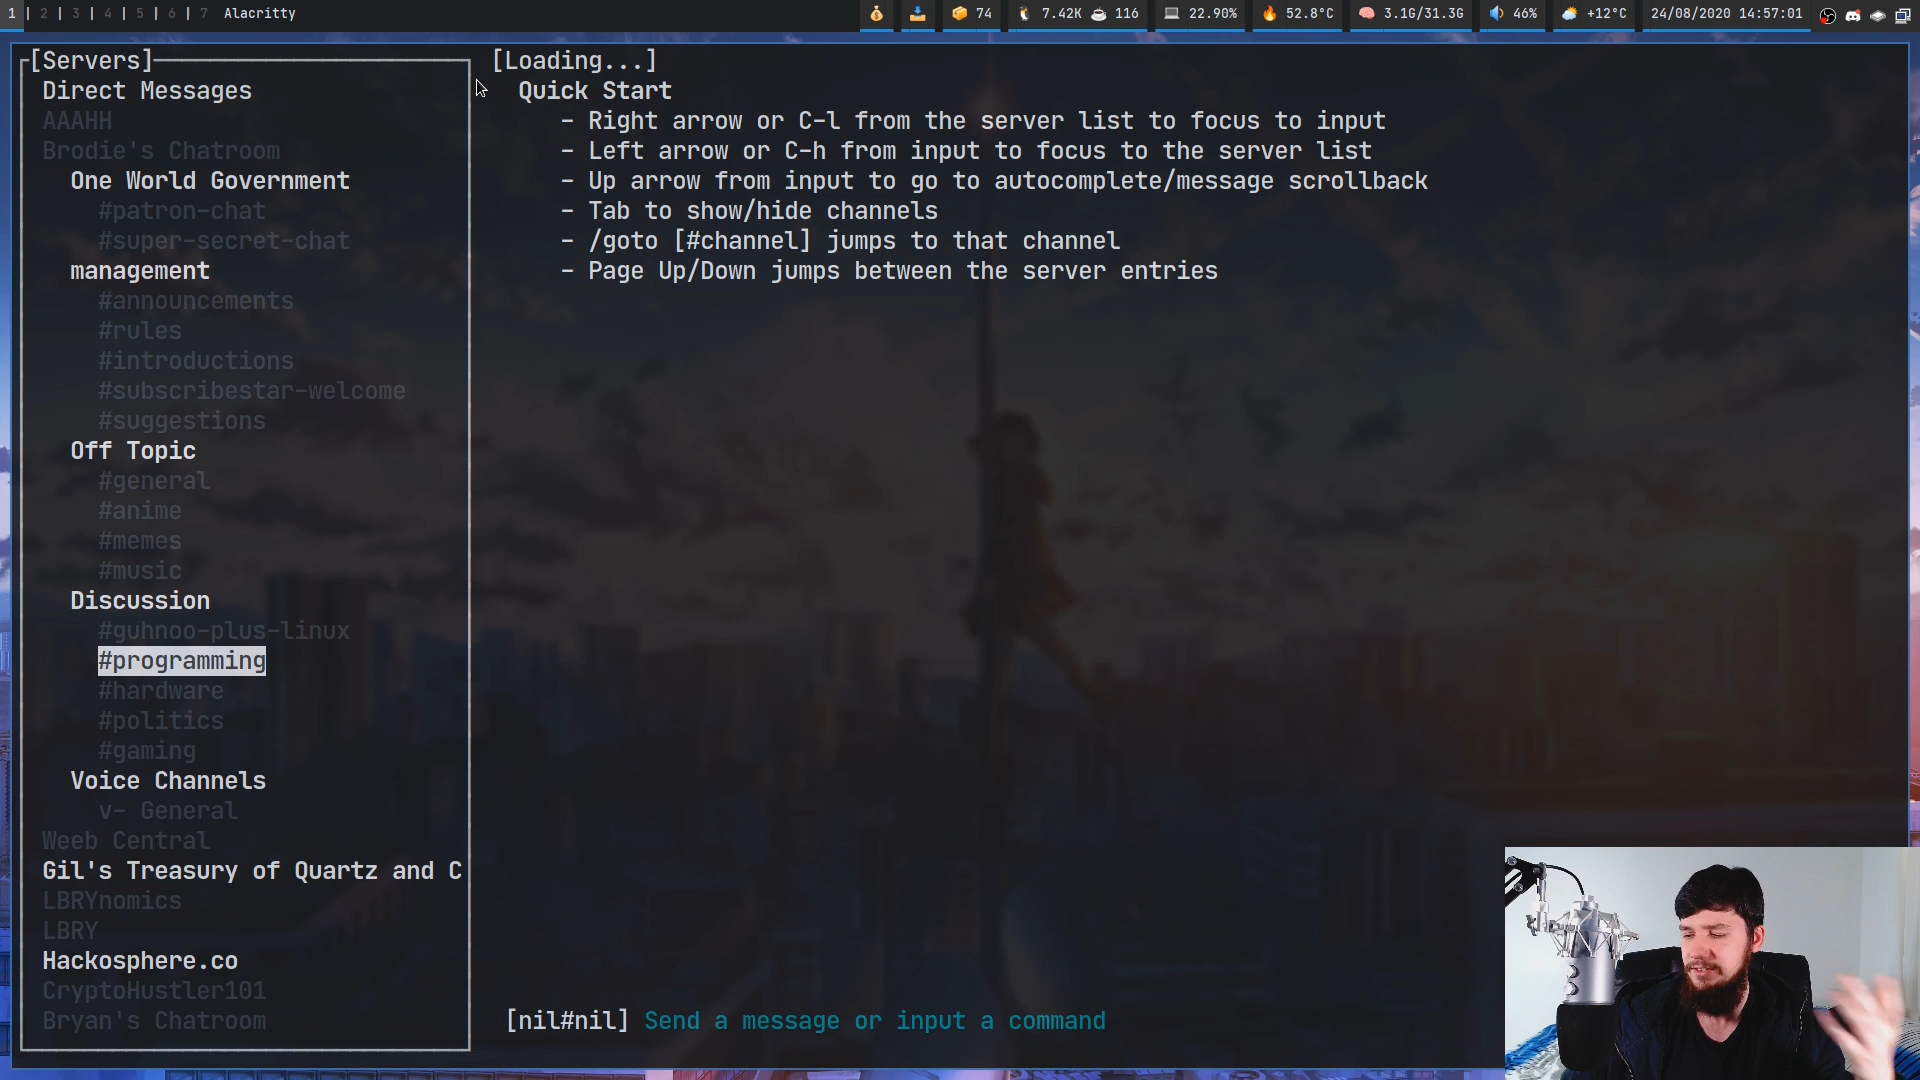 1 | 2 | 3 | 4 | 5 | 6 | 7 Alacritty
74 7.42K 116 22.90% 52.8°C 3.1G/31.3G 46% +12°C 24/08/2020 14:57:01
[Servers]
Direct Messages
AAAHH
Brodie's Chatroom
One World Government
#patron-chat
#super-secret-chat
management
#announcements
#rules
#introductions
#subscribestar-welcome
#suggestions
Off Topic
#general
#anime
#memes
#music
Discussion
#guhnoo-plus-linux
#programming
#hardware
#politics
#gaming
Voice Channels
v- General
Weeb Central
Gil's Treasury of Quartz and C
LBRYnomics
LBRY
Hackosphere.co
CryptoHustler101
Bryan's Chatroom
[Loading...]
Quick Start
- Right arrow or C-l from the server list to focus to input
- Left arrow or C-h from input to focus to the server list
- Up arrow from input to go to autocomplete/message scrollback
- Tab to show/hide channels
- /goto [#channel] jumps to that channel
- Page Up/Down jumps between the server entries
[nil#nil] Send a message or input a command